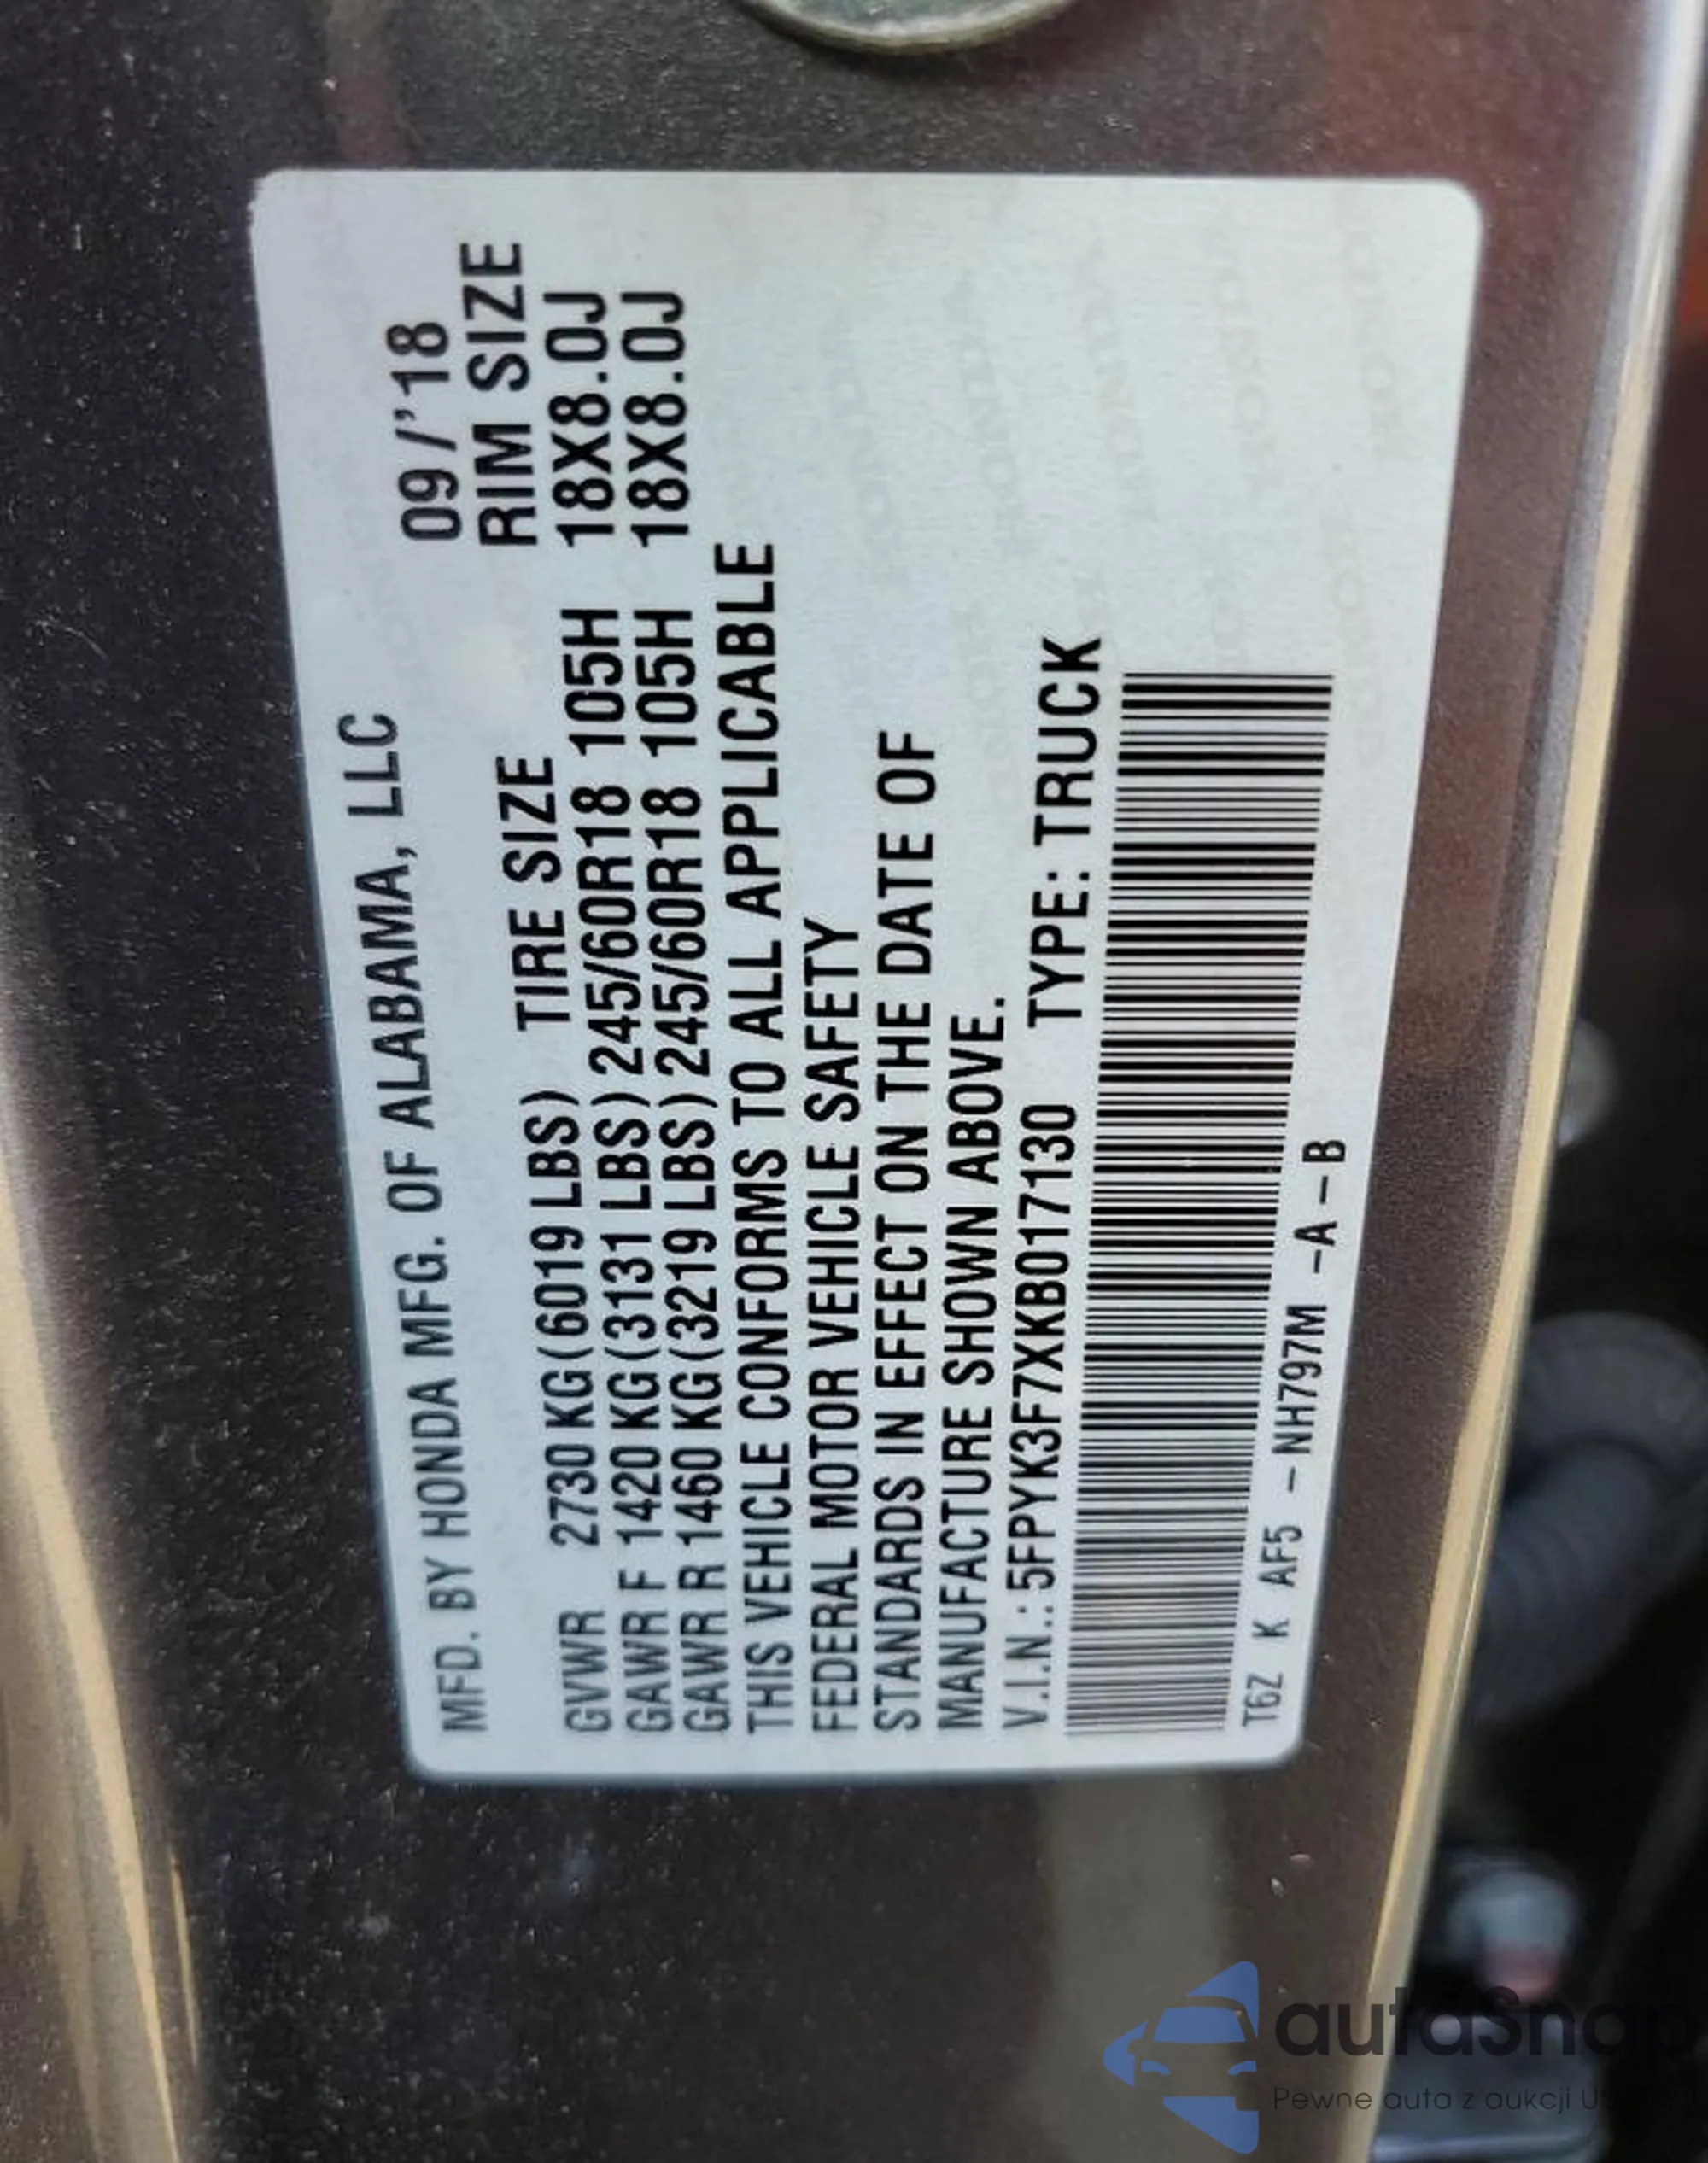 MFD. BY HONDA MFG. OF ALABAMA, LLC
09/'18
TIRE SIZE RIM SIZE
GVWR 2730 KG(6019 LBS)
GAWR F 1420 KG(3131 LBS) 245/60R18 105H 18X8.0J
GAWR R 1460 KG(3219 LBS) 245/60R18 105H 18X8.0J
THIS VEHICLE CONFORMS TO ALL APPLICABLE
FEDERAL MOTOR VEHICLE SAFETY
STANDARDS IN EFFECT ON THE DATE OF
MANUFACTURE SHOWN ABOVE.
V.I.N.: 5FPYK3F7XKB017130 TYPE: TRUCK
T6Z K AF5 – NH797M –A – B
autaSnap
Pewne auta z aukcji